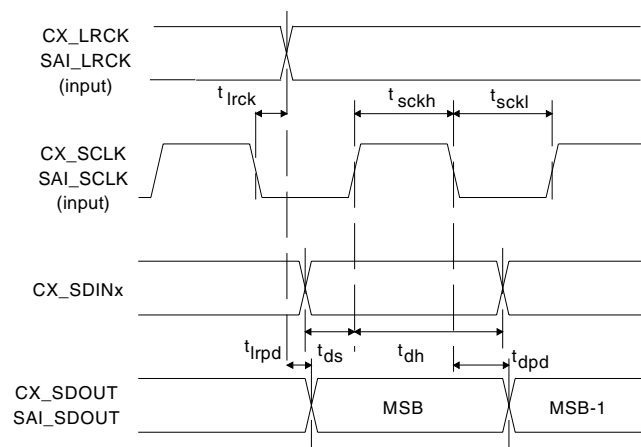 CX_LRCK
SAI_LRCK
(input)
t lrck
t sckh
t sckl
CX_SCLK
SAI_SCLK
(input)
CX_SDINx
t lrpd
t ds
t dh
t dpd
CX_SDOUT
SAI_SDOUT
MSB
MSB-1